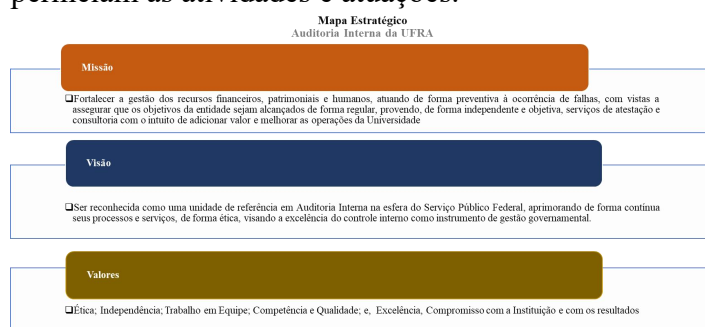 permeiam as atividades e atuações.
Mapa Estratégico
Auditoria Interna da UFRA
Missão
❑Fortalecer a gestão dos recursos financeiros, patrimoniais e humanos, atuando de forma preventiva à ocorrência de falhas, com vistas a
assegurar que os objetivos da entidade sejam alcançados de forma regular, provendo, de forma independente e objetiva, serviços de atestação e
consultoria com o intuito de adicionar valor e melhorar as operações da Universidade
Visão
❑Ser reconhecida como uma unidade de referência em Auditoria Interna na esfera do Serviço Público Federal, aprimorando de forma contínua
seus processos e serviços, de forma ética, visando a excelência do controle interno como instrumento de gestão governamental.
Valores
❑Ética; Independência; Trabalho em Equipe; Competência e Qualidade; e, Excelência, Compromisso com a Instituição e com os resultados